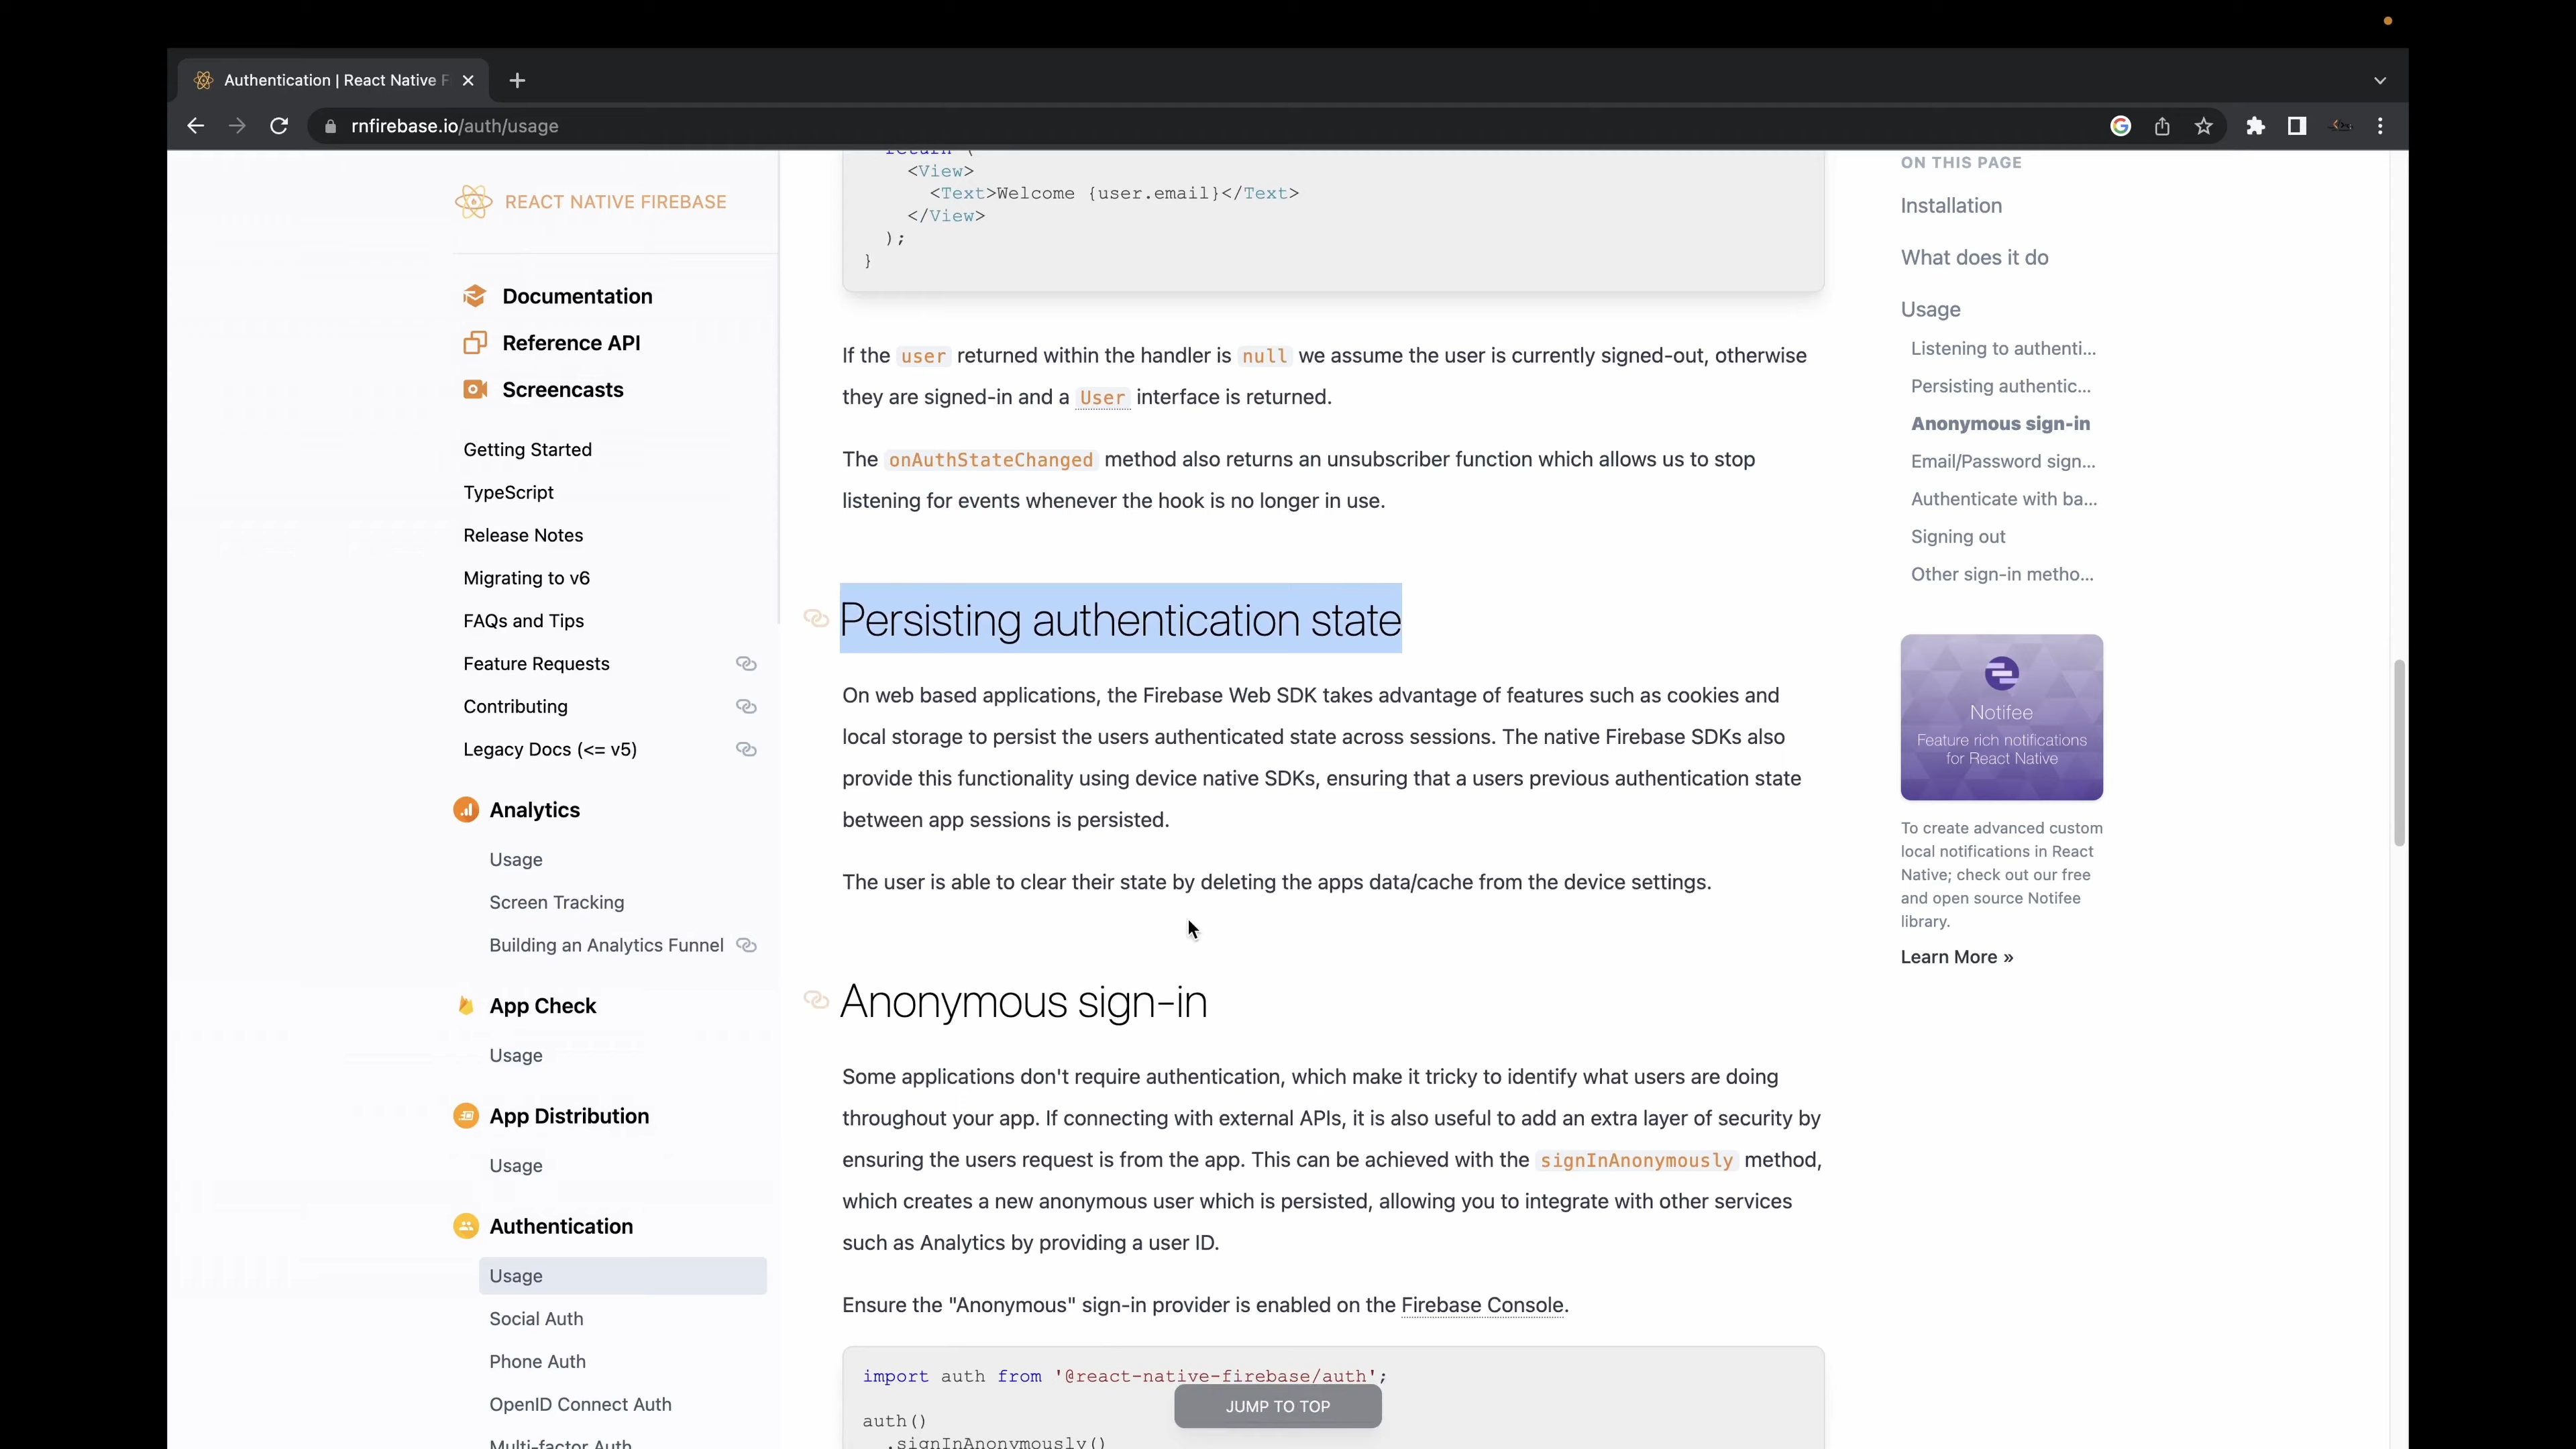 Authentication | React Native F
rnfirebase.io/auth/usage
REACT NATIVE FIREBASE
Documentation
Reference API
Screencasts
Getting Started
TypeScript
Release Notes
Migrating to v6
FAQs and Tips
Feature Requests
Contributing
Legacy Docs (<= v5)
Analytics
Usage
Screen Tracking
Building an Analytics Funnel
App Check
Usage
App Distribution
Usage
Authentication
Usage
Social Auth
Phone Auth
OpenID Connect Auth
Multi-factor Auth
return (
<View>
<Text>Welcome {user.email}</Text>
</View>
);
}
If the user returned within the handler is null we assume the user is currently signed-out, otherwise
they are signed-in and a User interface is returned.
The onAuthStateChanged method also returns an unsubscriber function which allows us to stop
listening for events whenever the hook is no longer in use.
Persisting authentication state
On web based applications, the Firebase Web SDK takes advantage of features such as cookies and
local storage to persist the users authenticated state across sessions. The native Firebase SDKs also
provide this functionality using device native SDKs, ensuring that a users previous authentication state
between app sessions is persisted.
The user is able to clear their state by deleting the apps data/cache from the device settings.
Anonymous sign-in
Some applications don't require authentication, which make it tricky to identify what users are doing
throughout your app. If connecting with external APIs, it is also useful to add an extra layer of security by
ensuring the users request is from the app. This can be achieved with the signInAnonymously method,
which creates a new anonymous user which is persisted, allowing you to integrate with other services
such as Analytics by providing a user ID.
Ensure the "Anonymous" sign-in provider is enabled on the Firebase Console.
import auth from '@react-native-firebase/auth';
auth()
.signInAnonymously()
JUMP TO TOP
ON THIS PAGE
Installation
What does it do
Usage
Listening to authenti...
Persisting authentic...
Anonymous sign-in
Email/Password sign...
Authenticate with ba...
Signing out
Other sign-in metho...
Notifee
Feature rich notifications
for React Native
To create advanced custom
local notifications in React
Native; check out our free
and open source Notifee
library.
Learn More »